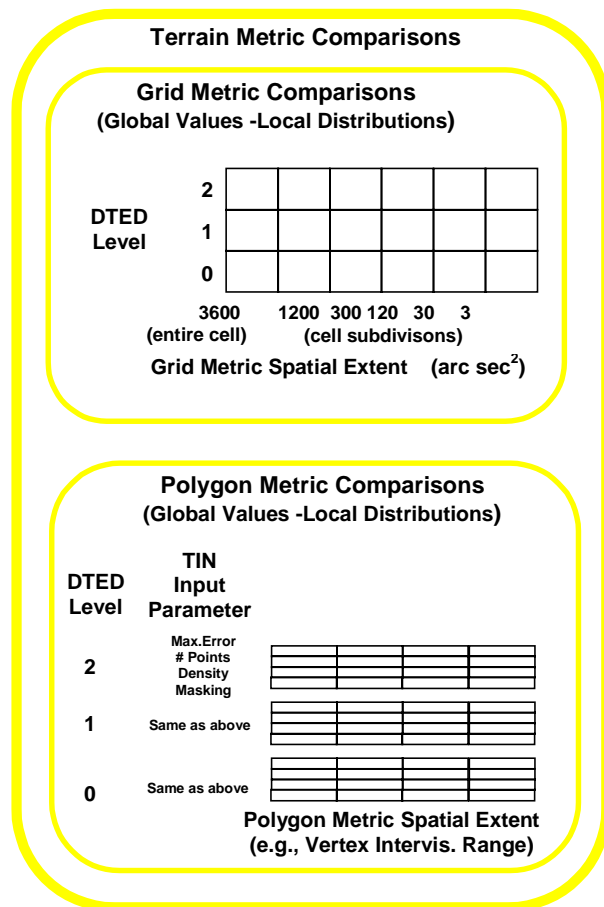 Terrain Metric Comparisons
Grid Metric Comparisons
(Global Values -Local Distributions)
2
DTED
Level
1
0
3600 1200 300 120 30 3
(entire cell) (cell subdivisons)
Grid Metric Spatial Extent (arc sec²)
Polygon Metric Comparisons
(Global Values -Local Distributions)
TIN
DTED Input
Level Parameter
Max.Error
# Points
2 Density
Masking
1 Same as above
0 Same as above
Polygon Metric Spatial Extent
(e.g., Vertex Intervis. Range)